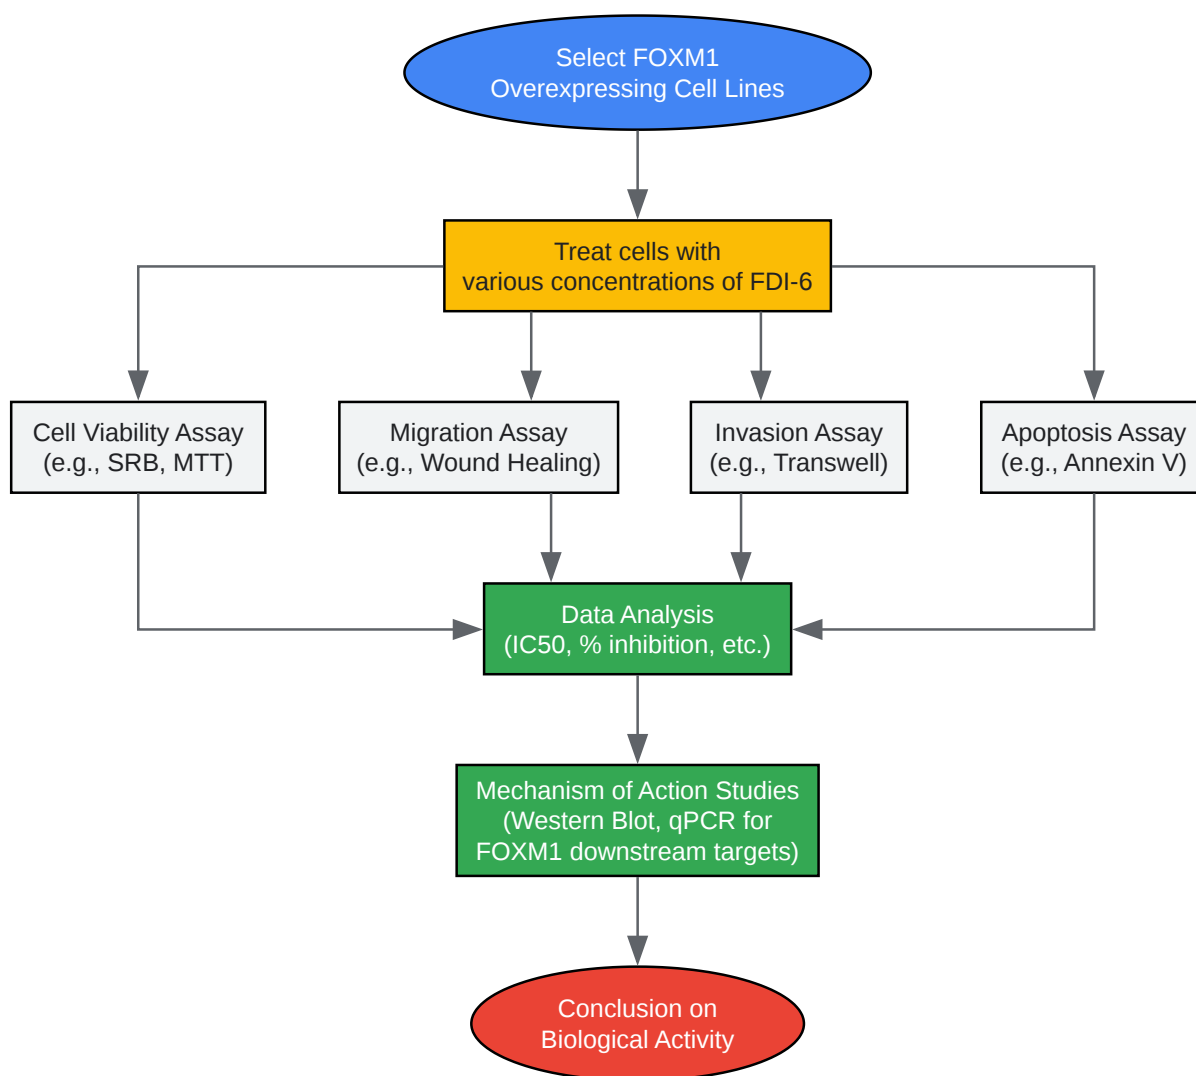 Select FOXM1
Overexpressing Cell Lines
Treat cells with
various concentrations of FDI-6
Cell Viability Assay
(e.g., SRB, MTT)
Migration Assay
(e.g., Wound Healing)
Invasion Assay
(e.g., Transwell)
Apoptosis Assay
(e.g., Annexin V)
Data Analysis
(IC50, % inhibition, etc.)
Mechanism of Action Studies
(Western Blot, qPCR for
FOXM1 downstream targets)
Conclusion on
Biological Activity